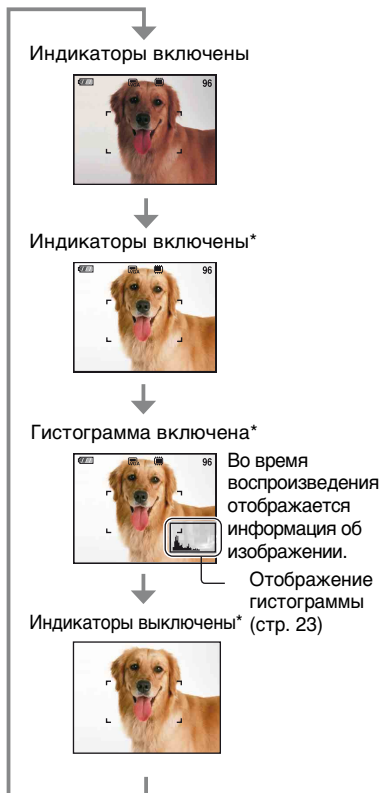 Индикаторы включены
96
Индикаторы включены*
96
Гистограмма включена*
96
Во время
воспроизведения
отображается
информация об
изображении.
Отображение
гистограммы
(стр. 23)
Индикаторы выключены*